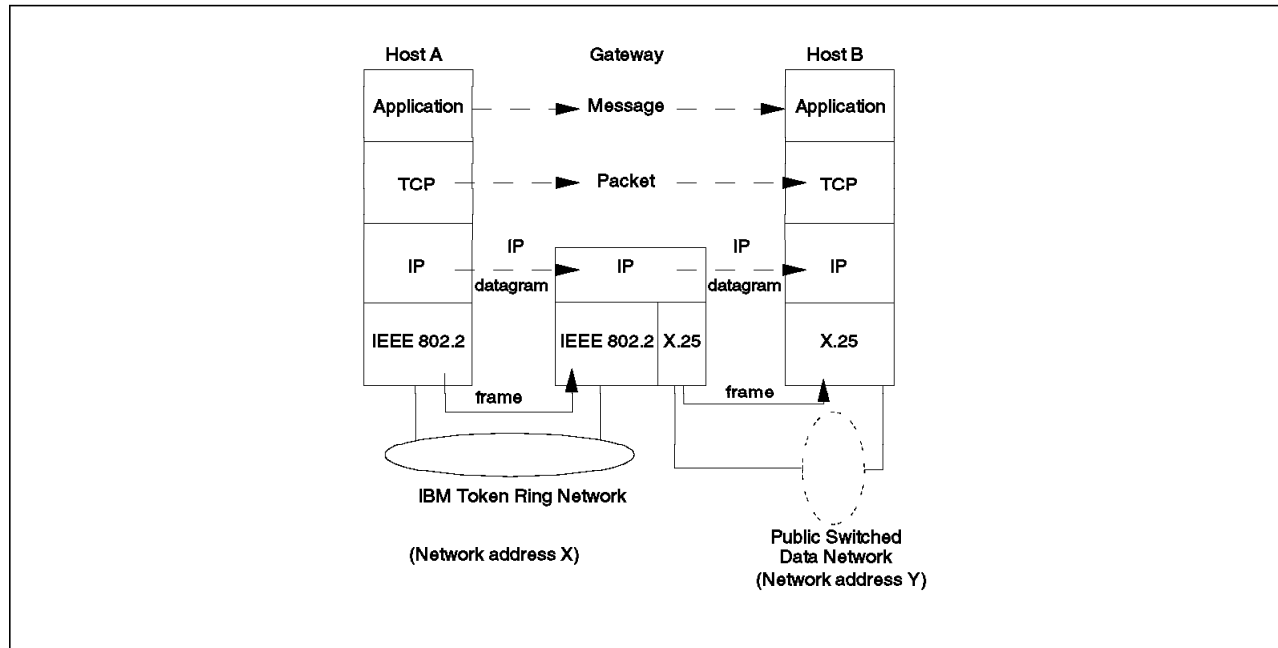 Host A
Gateway
Host B
Application
Message
Application
TCP
Packet
TCP
IP
IP
IP
IP
IP
datagram
datagram
IEEE 802.2
IEEE 802.2
X.25
X.25
frame
frame
IBM Token Ring Network
(Network address X)
Public Switched
Data Network
(Network address Y)